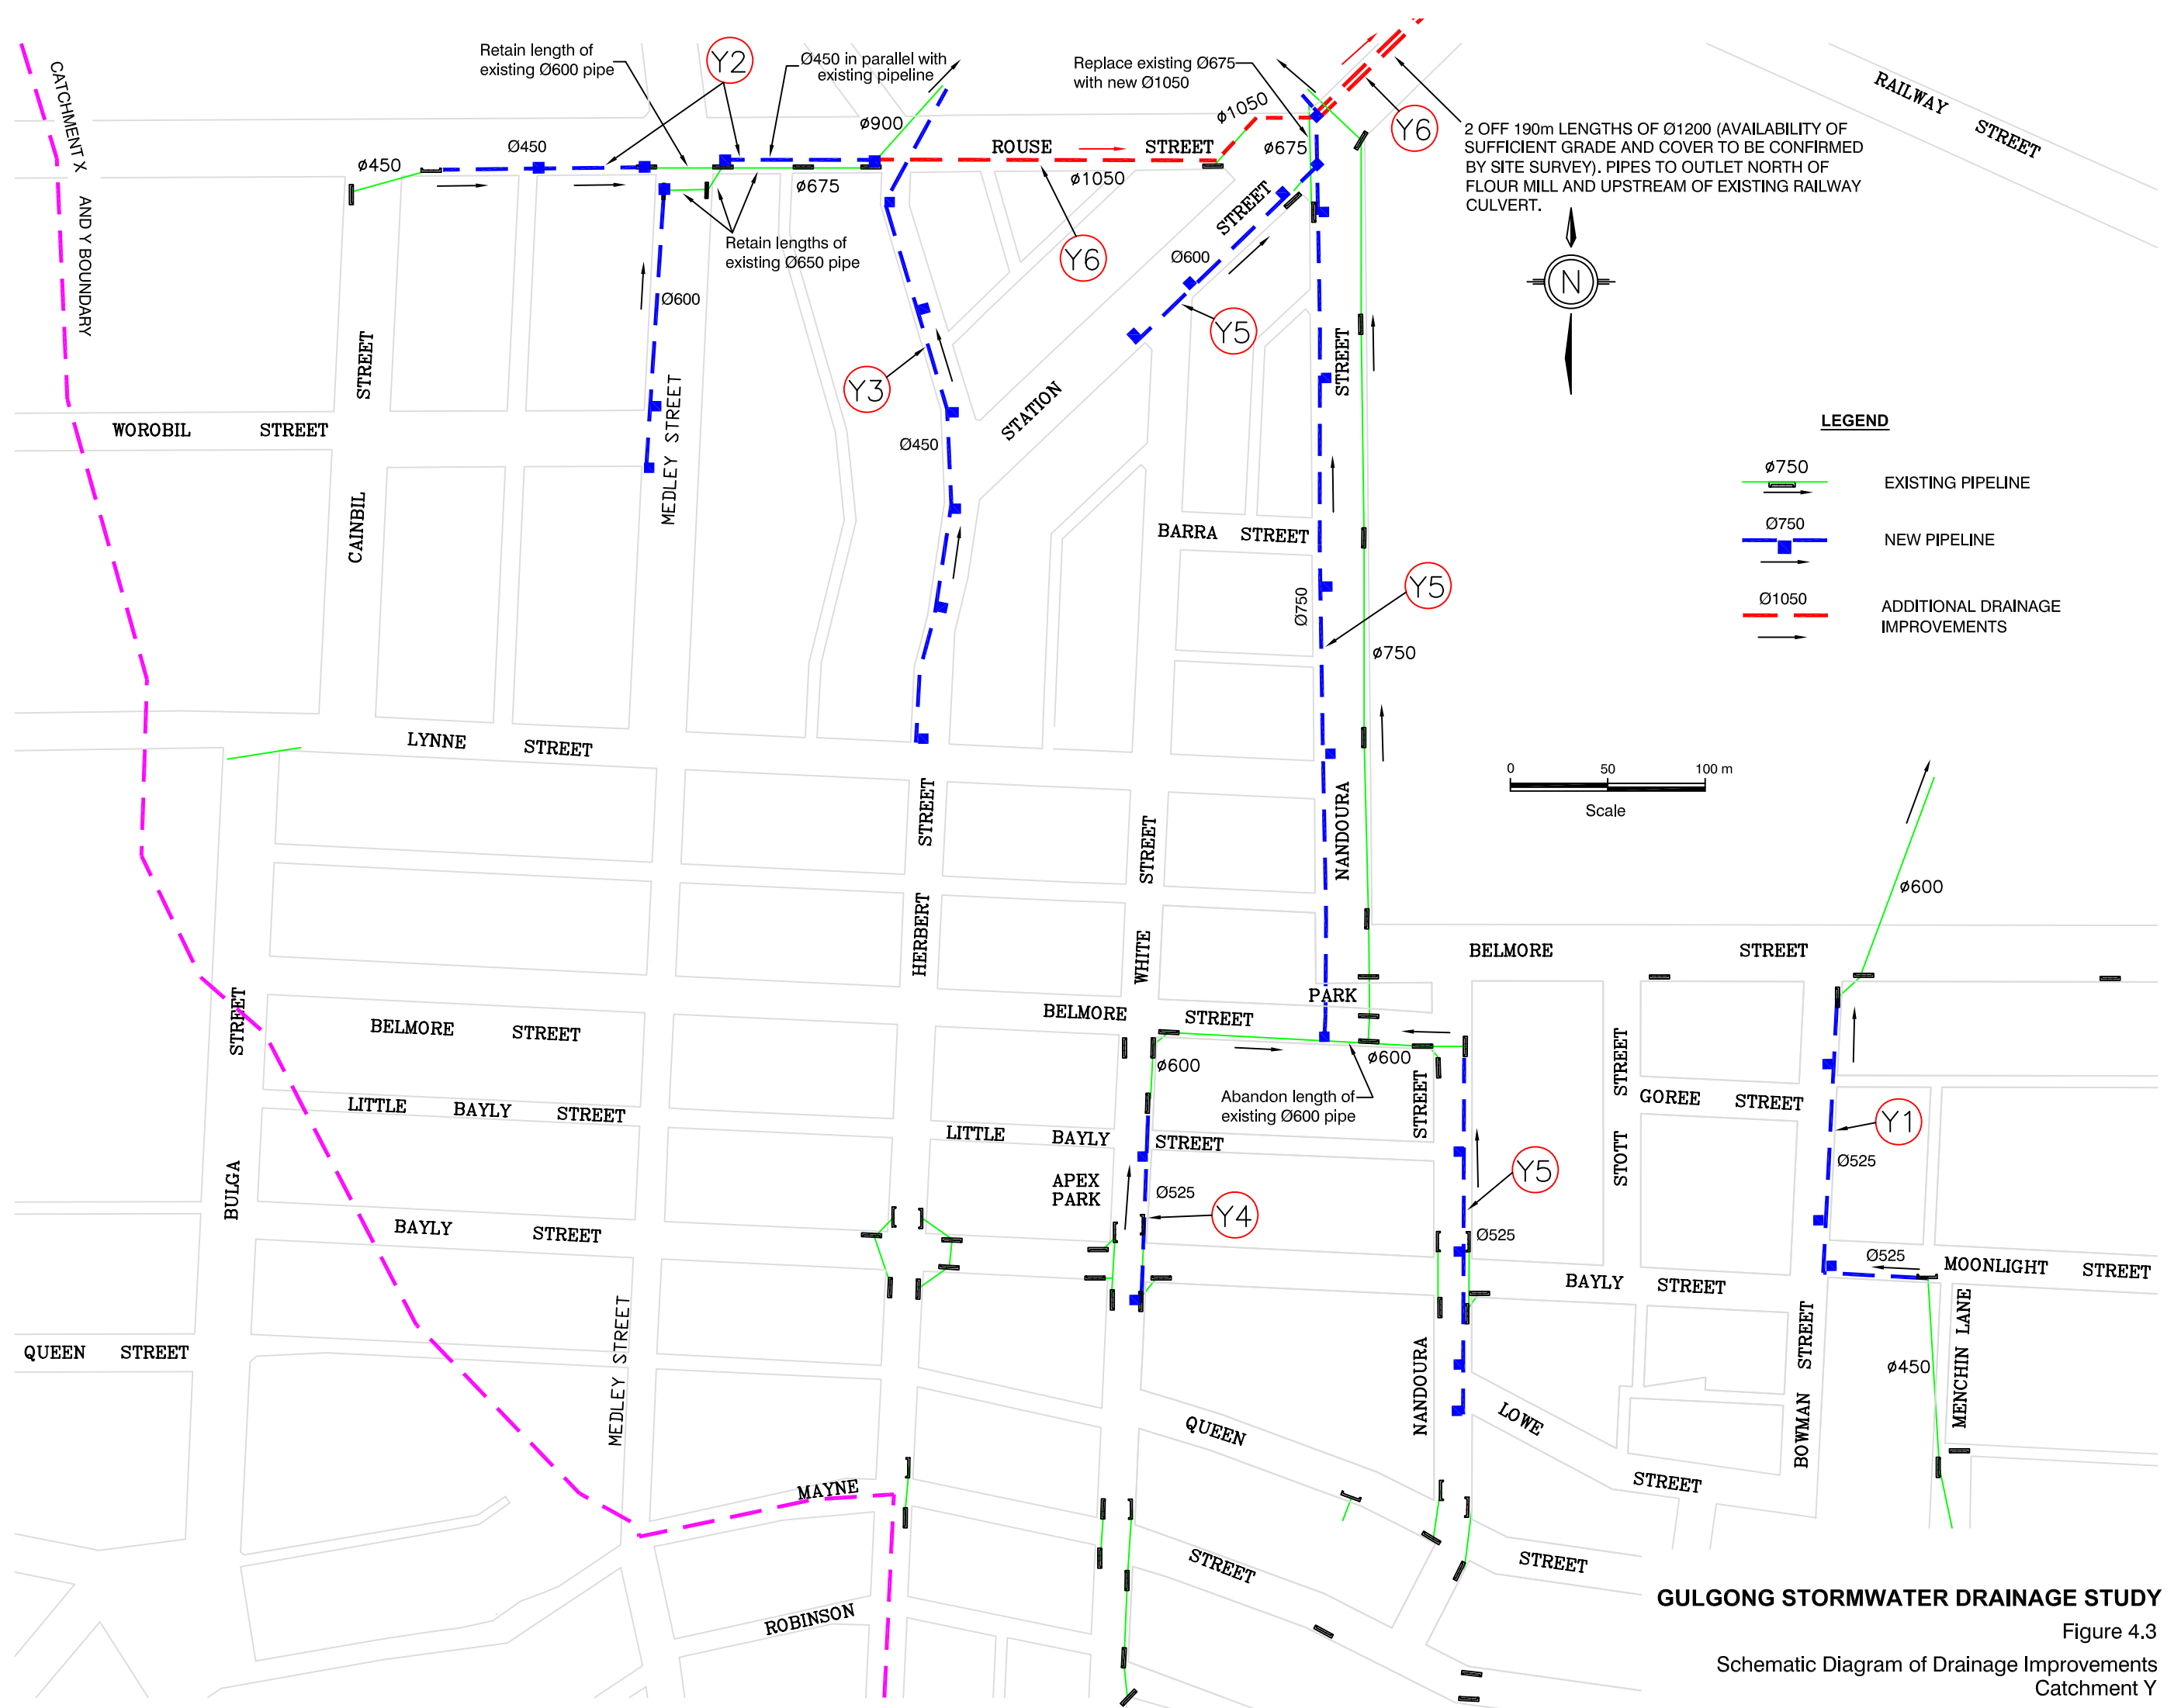 Retain length of
existing Ø600 pipe
Y2
Ø450 in parallel with
existing pipeline
Replace existing Ø675
with new Ø1050
ø1050
Y6
2 OFF 190m LENGTHS OF Ø1200 (AVAILABILITY OF
SUFFICIENT GRADE AND COVER TO BE CONFIRMED
BY SITE SURVEY). PIPES TO OUTLET NORTH OF
FLOUR MILL AND UPSTREAM OF EXISTING RAILWAY
CULVERT.
RAILWAY STREET
CATCHMENT X AND Y BOUNDARY
ø450
Ø450
ø900
ROUSE STREET
ø675
ø1050
ø675
ø675
Retain lengths of
existing Ø650 pipe
Y6
STATION STREET
Ø600
Y5
N
Ø600
Y3
Ø450
WOROBIL STREET
CAINBIL STREET
MEDLEY STREET
BARRA STREET
STREET
Ø750
Y5
ø750
LEGEND
ø750
EXISTING PIPELINE
Ø750
NEW PIPELINE
Ø1050
ADDITIONAL DRAINAGE
IMPROVEMENTS
0 50 100 m
Scale
LYNNE STREET
HERBERT STREET
WHITE STREET
NANDOURA
ø600
BELMORE STREET
PARK
BELMORE STREET
BELMORE STREET
BULGA STREET
ø600
ø600
Abandon length of
existing Ø600 pipe
STREET
STOTT STREET
GOREE STREET
Y1
Ø525
LITTLE BAYLY STREET
LITTLE BAYLY STREET
APEX
PARK
Ø525
Y4
Y5
Ø525
Ø525
MOONLIGHT STREET
BAYLY STREET
BAYLY STREET
QUEEN STREET
MEDLEY STREET
NANDOURA
BOWMAN STREET
MENCHIN LANE
ø450
QUEEN
STREET
LOWE
STREET
MAYNE
STREET
ROBINSON
GULGONG STORMWATER DRAINAGE STUDY
Figure 4.3
Schematic Diagram of Drainage Improvements
Catchment Y